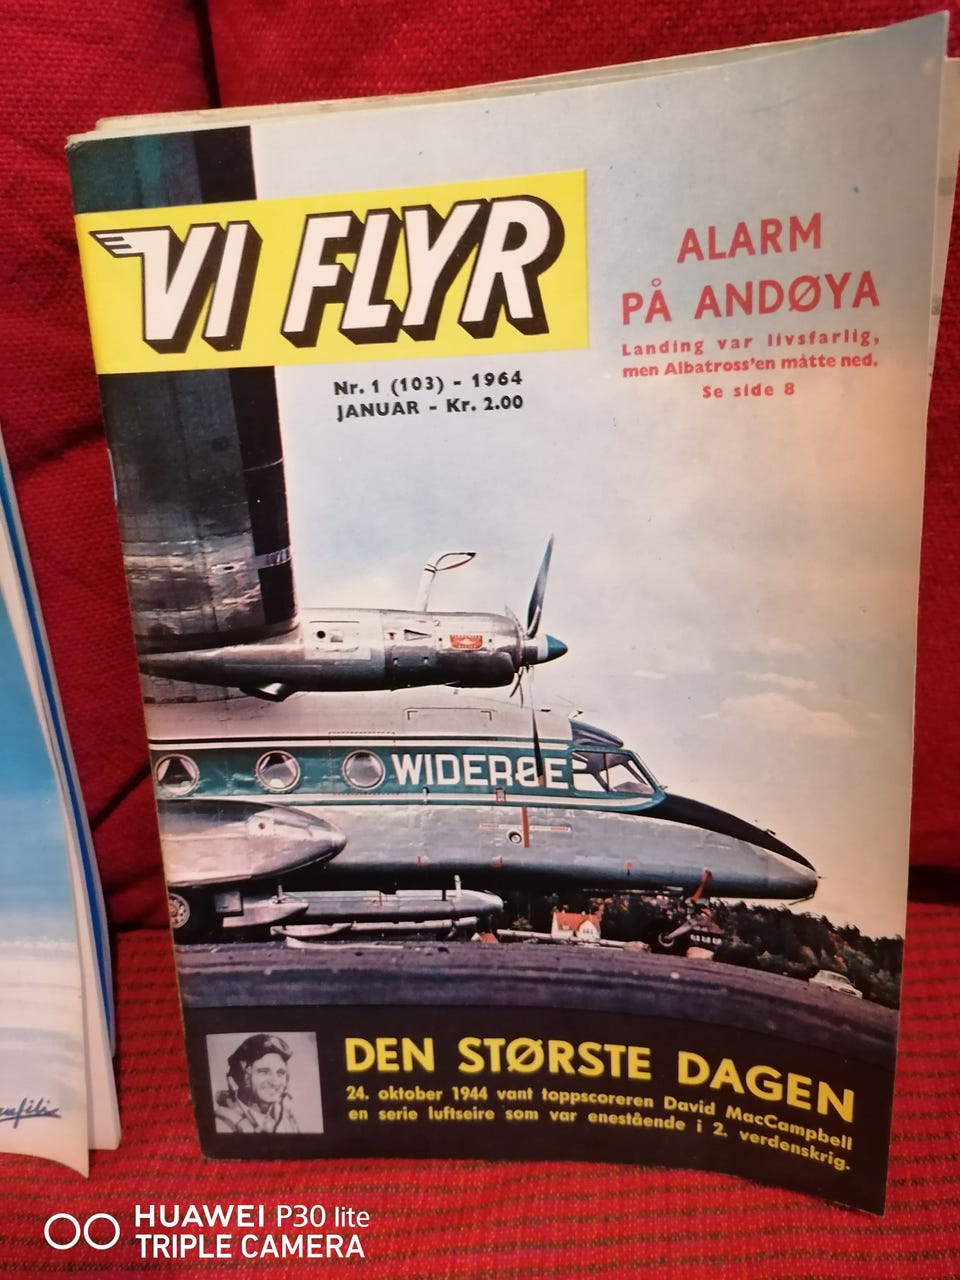 VI FLYR
Nr. 1 (103) - 1964
JANUAR - Kr. 2.00
ALARM
PÅ ANDØYA
Landing var livsfarlig,
men Albatross'en måtte ned.
Se side 8
WIDERØE
DEN STØRSTE DAGEN
24. oktober 1944 vant toppscoreren David MacCampbell
en serie luftseire som var enestående i 2. verdenskrig.
HUAWEI P30 lite
TRIPLE CAMERA